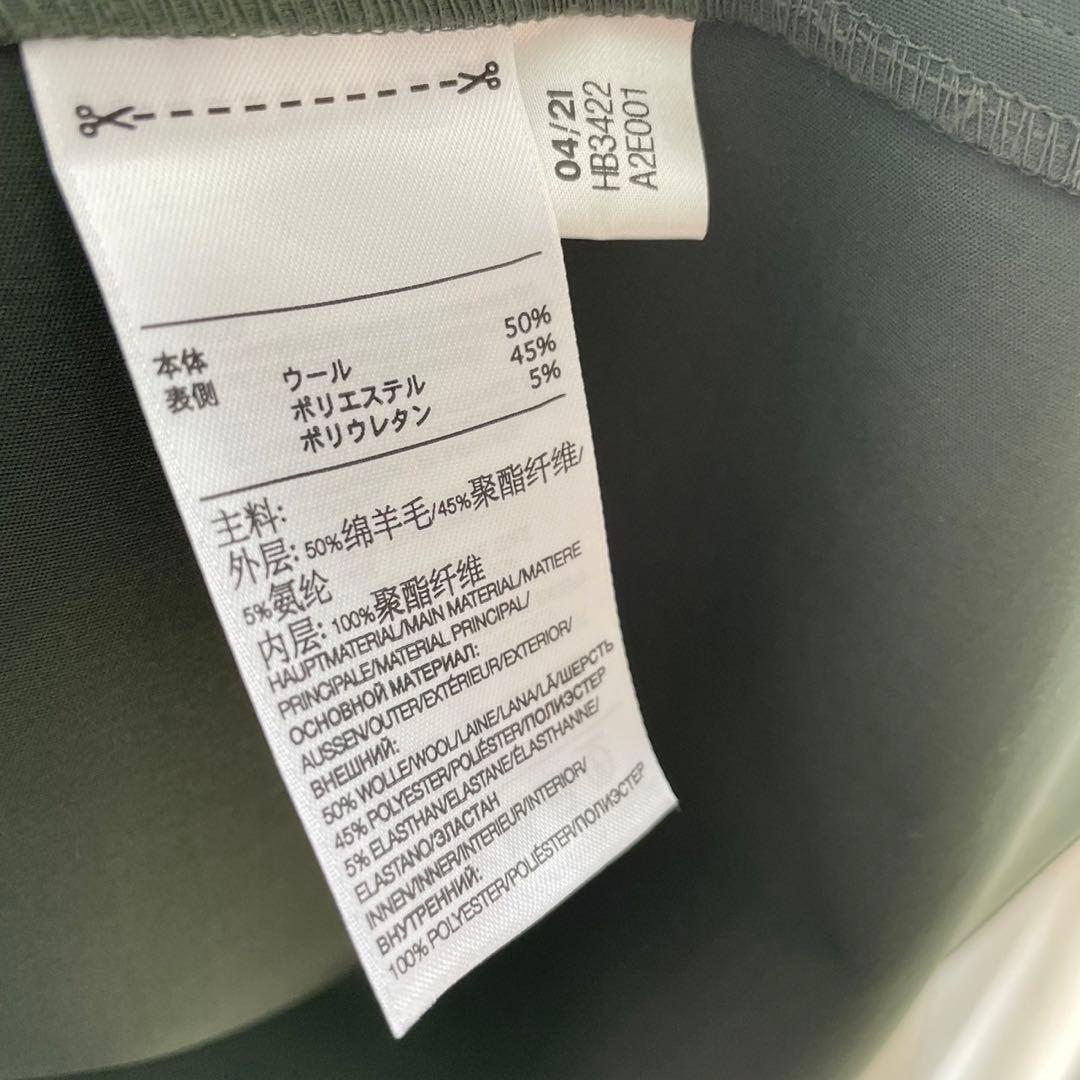 04/21
HB3422
A2E001
本体 ウール 50%
表側 ポリエステル 45%
ポリウレタン 5%
主料:
外层: 50%绵羊毛/45%聚酯纤维/
5%氨纶
内层: 100%聚酯纤维
HAUPTMATERIAL/MAIN MATERIAL/MATIERE
PRINCIPALE/MATERIAL PRINCIPAL/
ОСНОВНОЙ МАТЕРИАЛ:
AUSSEN/OUTER/EXTÉRIEUR/EXTERIOR/
ВНЕШНИЙ:
50% WOLLE/WOOL/LAINE/LANA/LÃ/ШЕРСТЬ
45% POLYESTER/POLIÉSTER/ПОЛИЭСТЕР
5% ELASTHAN/ELASTANE/ÉLASTHANNE/
ELASTANO/ЭЛАСТАН
INNEN/INNER/INTERIEUR/INTERIOR/
ВНУТРЕННИЙ:
100% POLYESTER/POLIÉSTER/ПОЛИЭСТЕР